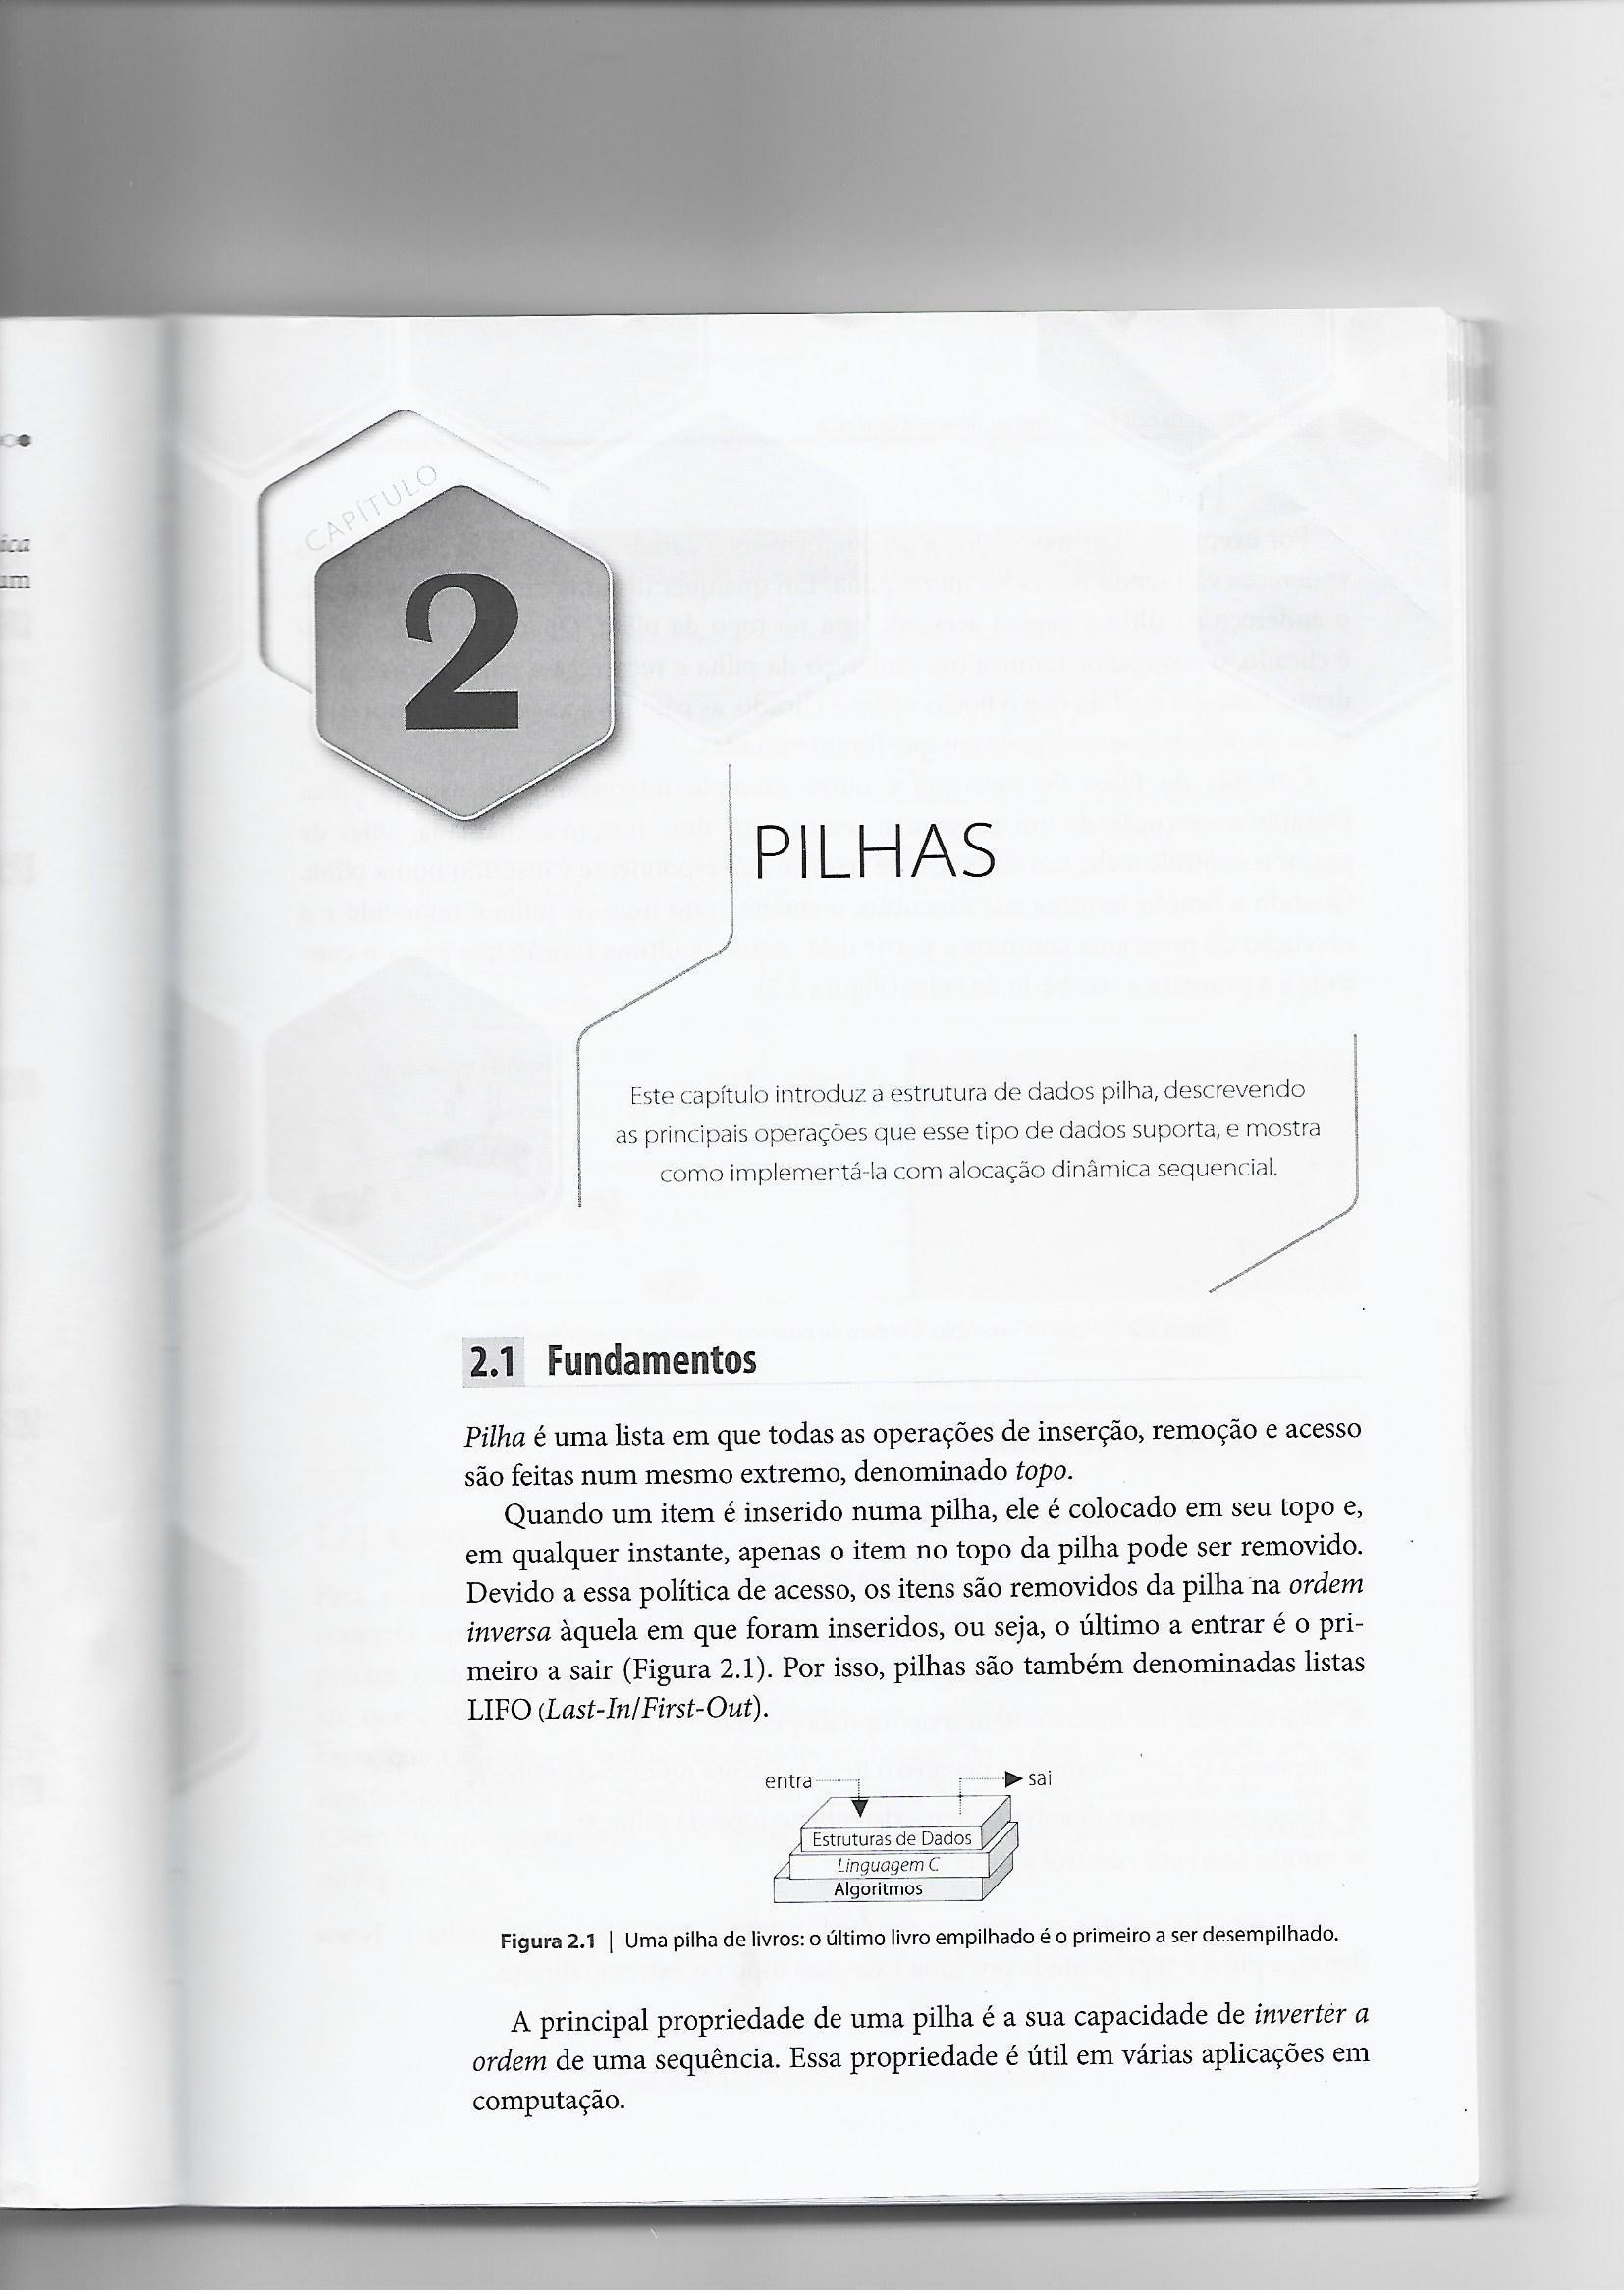 ica
um
CAPÍTULO
2
PILHAS
Este capítulo introduz a estrutura de dados pilha, descrevendo
as principais operações que esse tipo de dados suporta, e mostra
como implementá-la com alocação dinâmica sequencial.
2.1 Fundamentos
Pilha é uma lista em que todas as operações de inserção, remoção e acesso
são feitas num mesmo extremo, denominado topo.
Quando um item é inserido numa pilha, ele é colocado em seu topo e,
em qualquer instante, apenas o item no topo da pilha pode ser removido.
Devido a essa política de acesso, os itens são removidos da pilha na ordem
inversa àquela em que foram inseridos, ou seja, o último a entrar é o pri-
meiro a sair (Figura 2.1). Por isso, pilhas são também denominadas listas
LIFO (Last-In/First-Out).
entra sai
Estruturas de Dados
Linguagem C
Algoritmos
Figura 2.1 | Uma pilha de livros: o último livro empilhado é o primeiro a ser desempilhado.
A principal propriedade de uma pilha é a sua capacidade de inverter a
ordem de uma sequência. Essa propriedade é útil em várias aplicações em
computação.